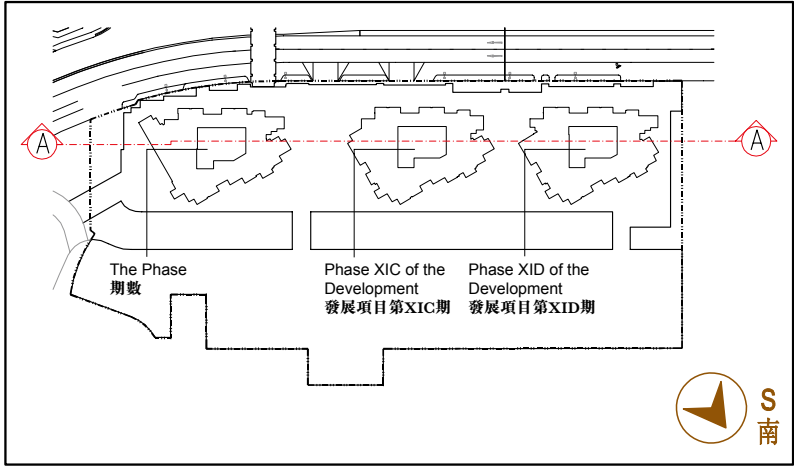 A
A
The Phase
期數
Phase XIC of the
Development
發展項目第XIC期
Phase XID of the
Development
發展項目第XID期
S
南